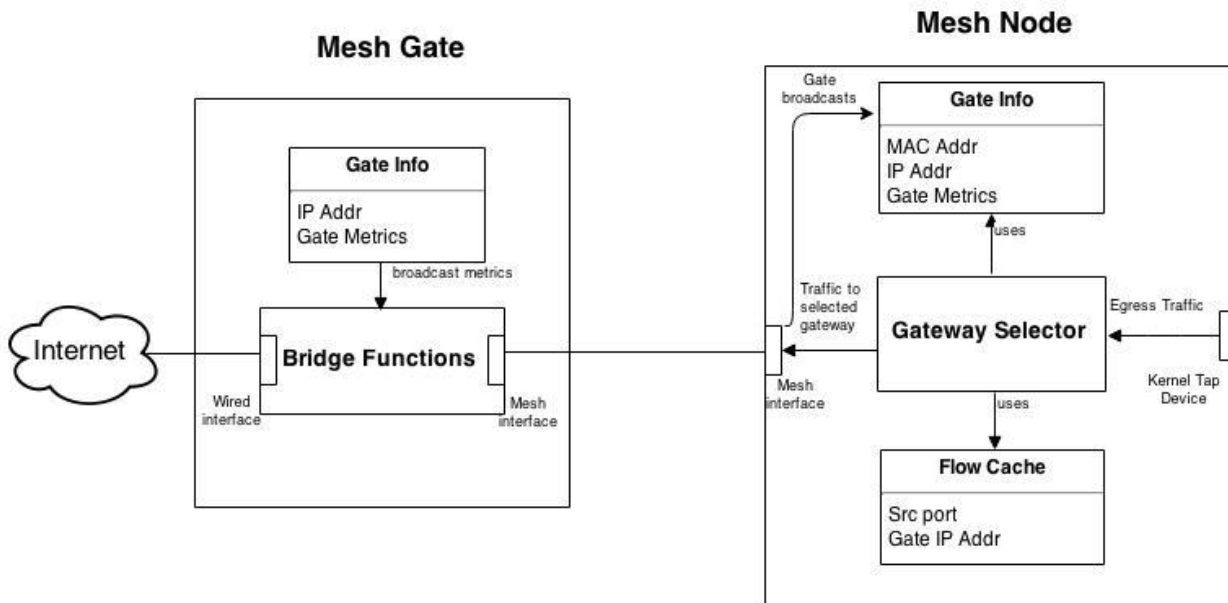 Mesh Gate
Mesh Node
Gate Info
IP Addr
Gate Metrics
broadcast metrics
Internet
Bridge Functions
Wired
interface
Mesh
interface
Gate
broadcasts
Gate Info
MAC Addr
IP Addr
Gate Metrics
uses
Traffic to
selected
gateway
Gateway Selector
Egress Traffic
Mesh
interface
Kernel Tap
Device
uses
Flow Cache
Src port
Gate IP Addr